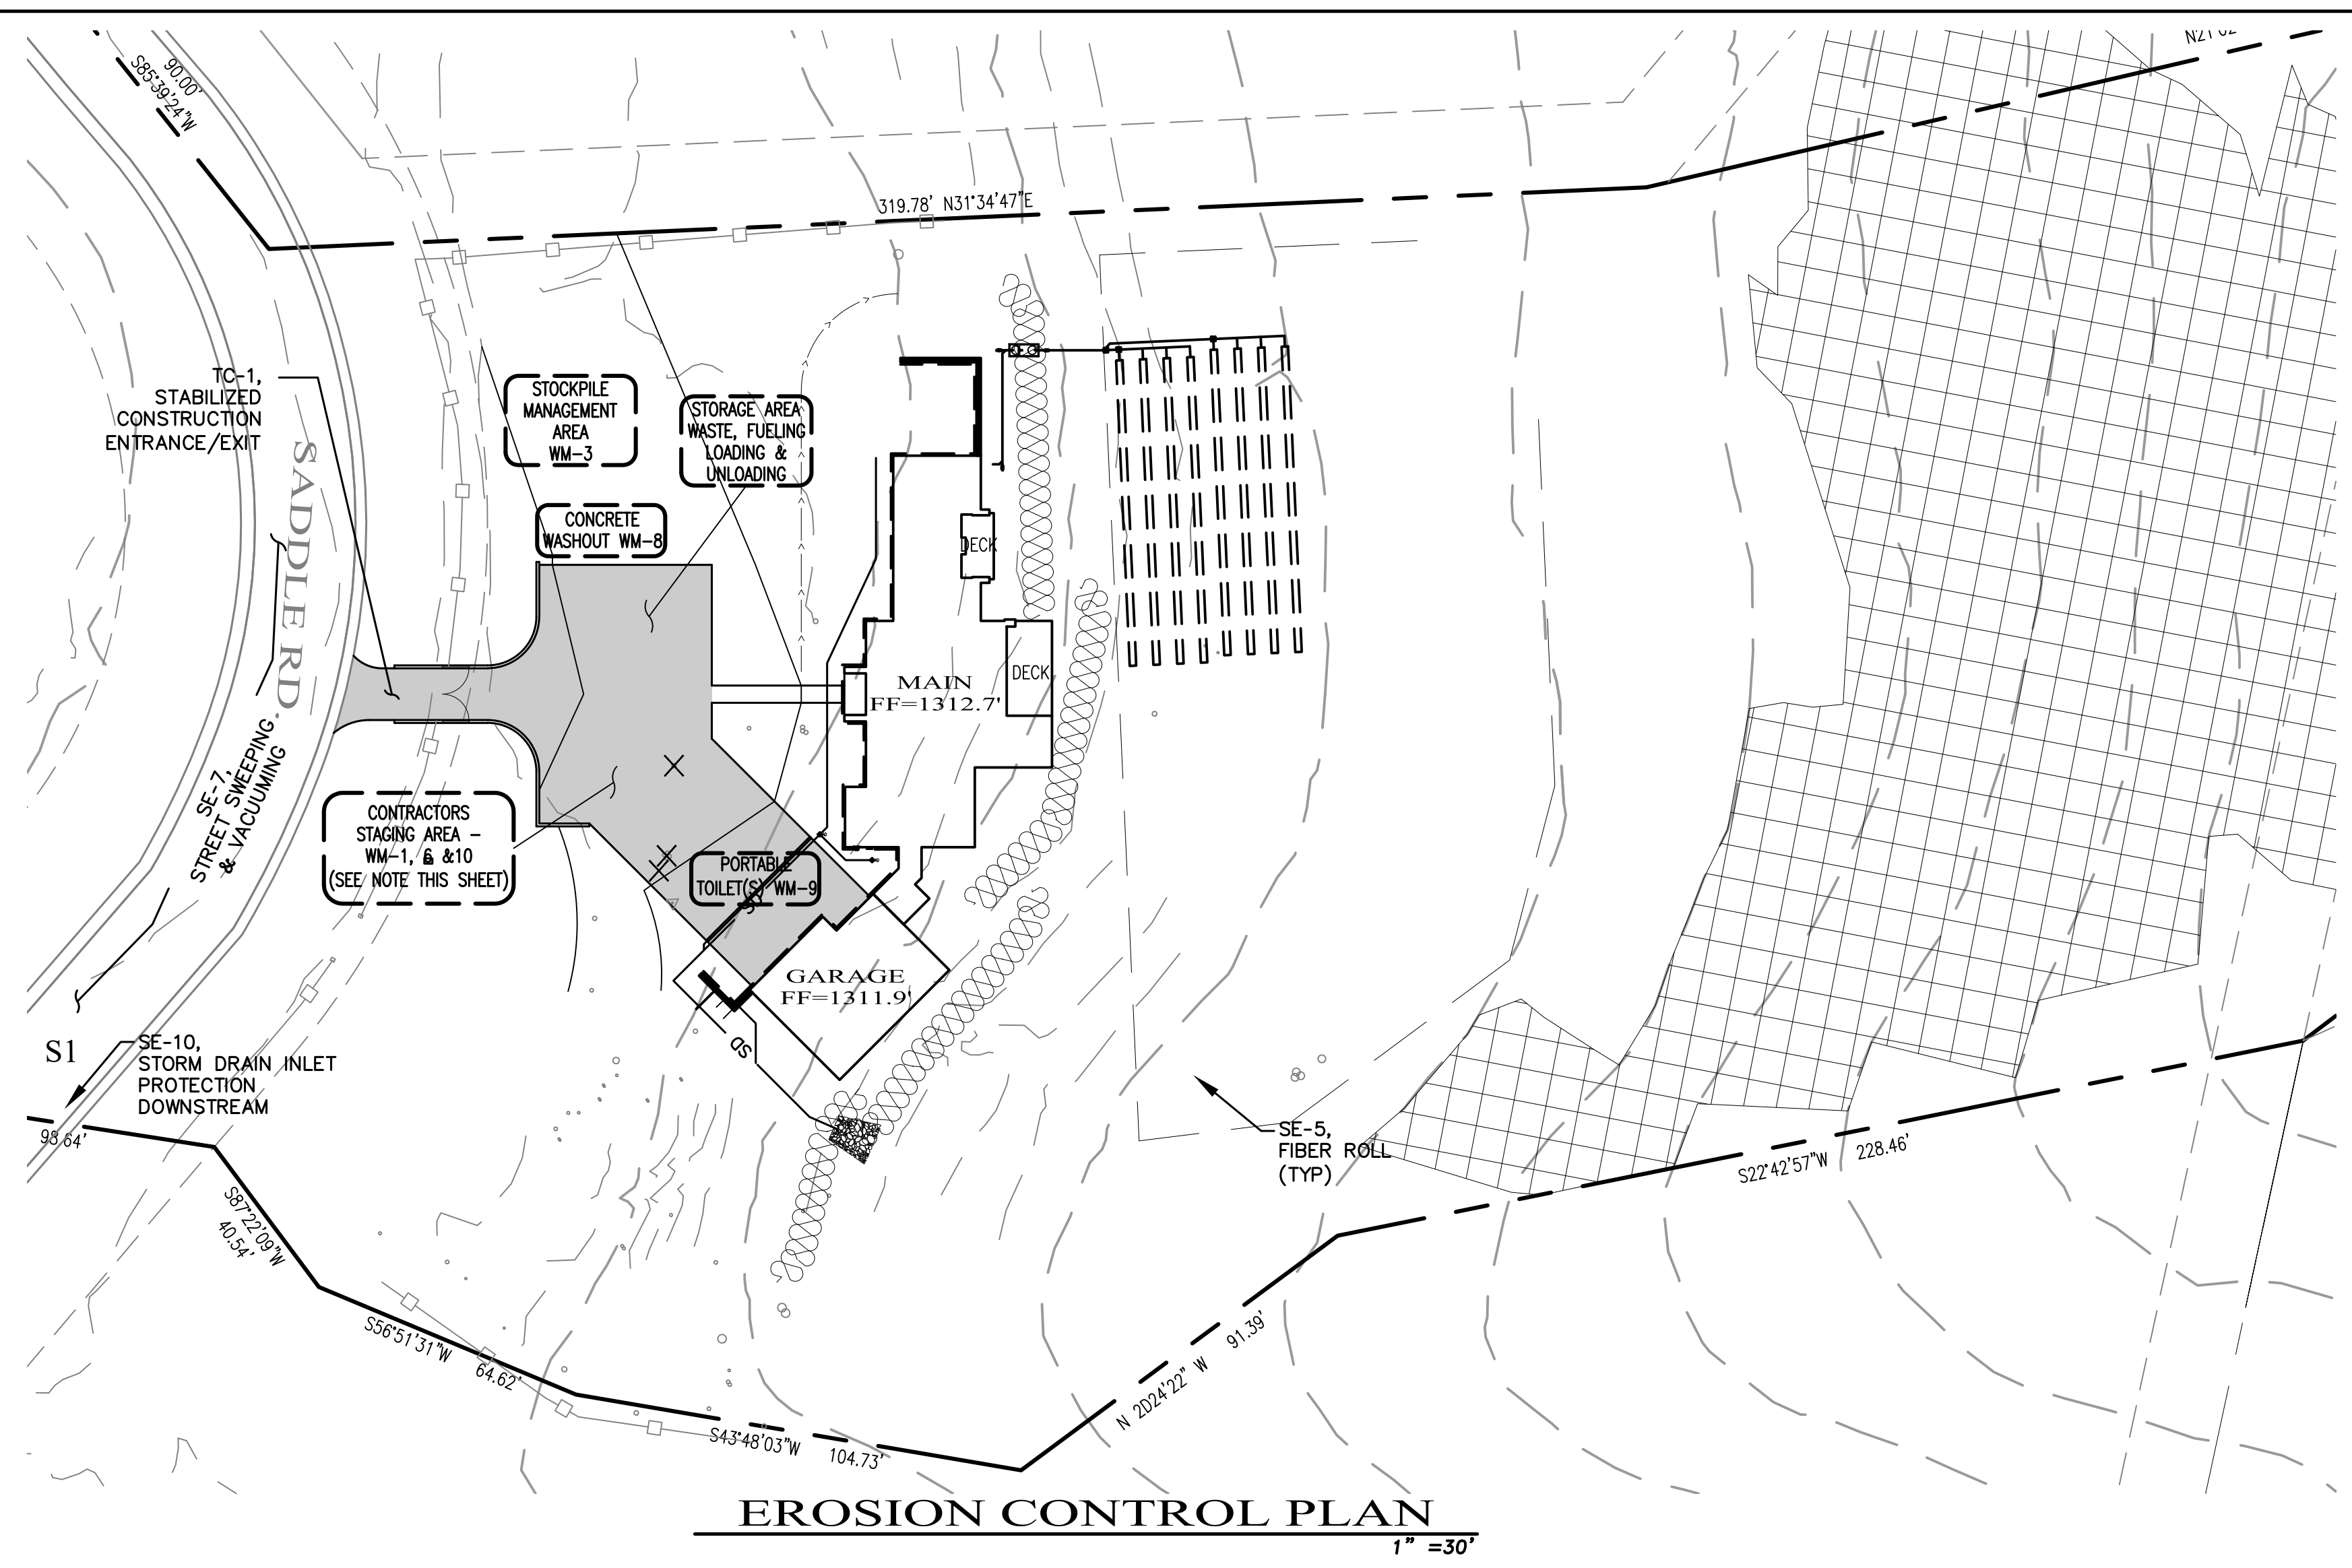 N21°02'
90.00'
S85°39'24"W
319.78' N31°34'47"E
TC-1,
STABILIZED
CONSTRUCTION
ENTRANCE/EXIT
STOCKPILE
MANAGEMENT
AREA
WM-3
STORAGE AREA
WASTE, FUELING
LOADING &
UNLOADING
CONCRETE
WASHOUT WM-8
SADDLE RD.
DECK
DECK
MAIN
FF=1312.7'
SE-7,
STREET SWEEPING
& VACUUMING
CONTRACTORS
STAGING AREA -
WM-1, 6 &10
(SEE NOTE THIS SHEET)
PORTABLE
TOILET(S) WM-9
SD
GARAGE
FF=1311.9'
SD
S1
SE-10,
STORM DRAIN INLET
PROTECTION
DOWNSTREAM
98.64'
SE-5,
FIBER ROLL
(TYP)
S22°42'57"W 228.46'
S87°22'09"W
40.54'
S56°51'31"W 64.62'
N 2D24'22" W 91.39'
S43°48'03"W 104.73'
EROSION CONTROL PLAN
1" =30'